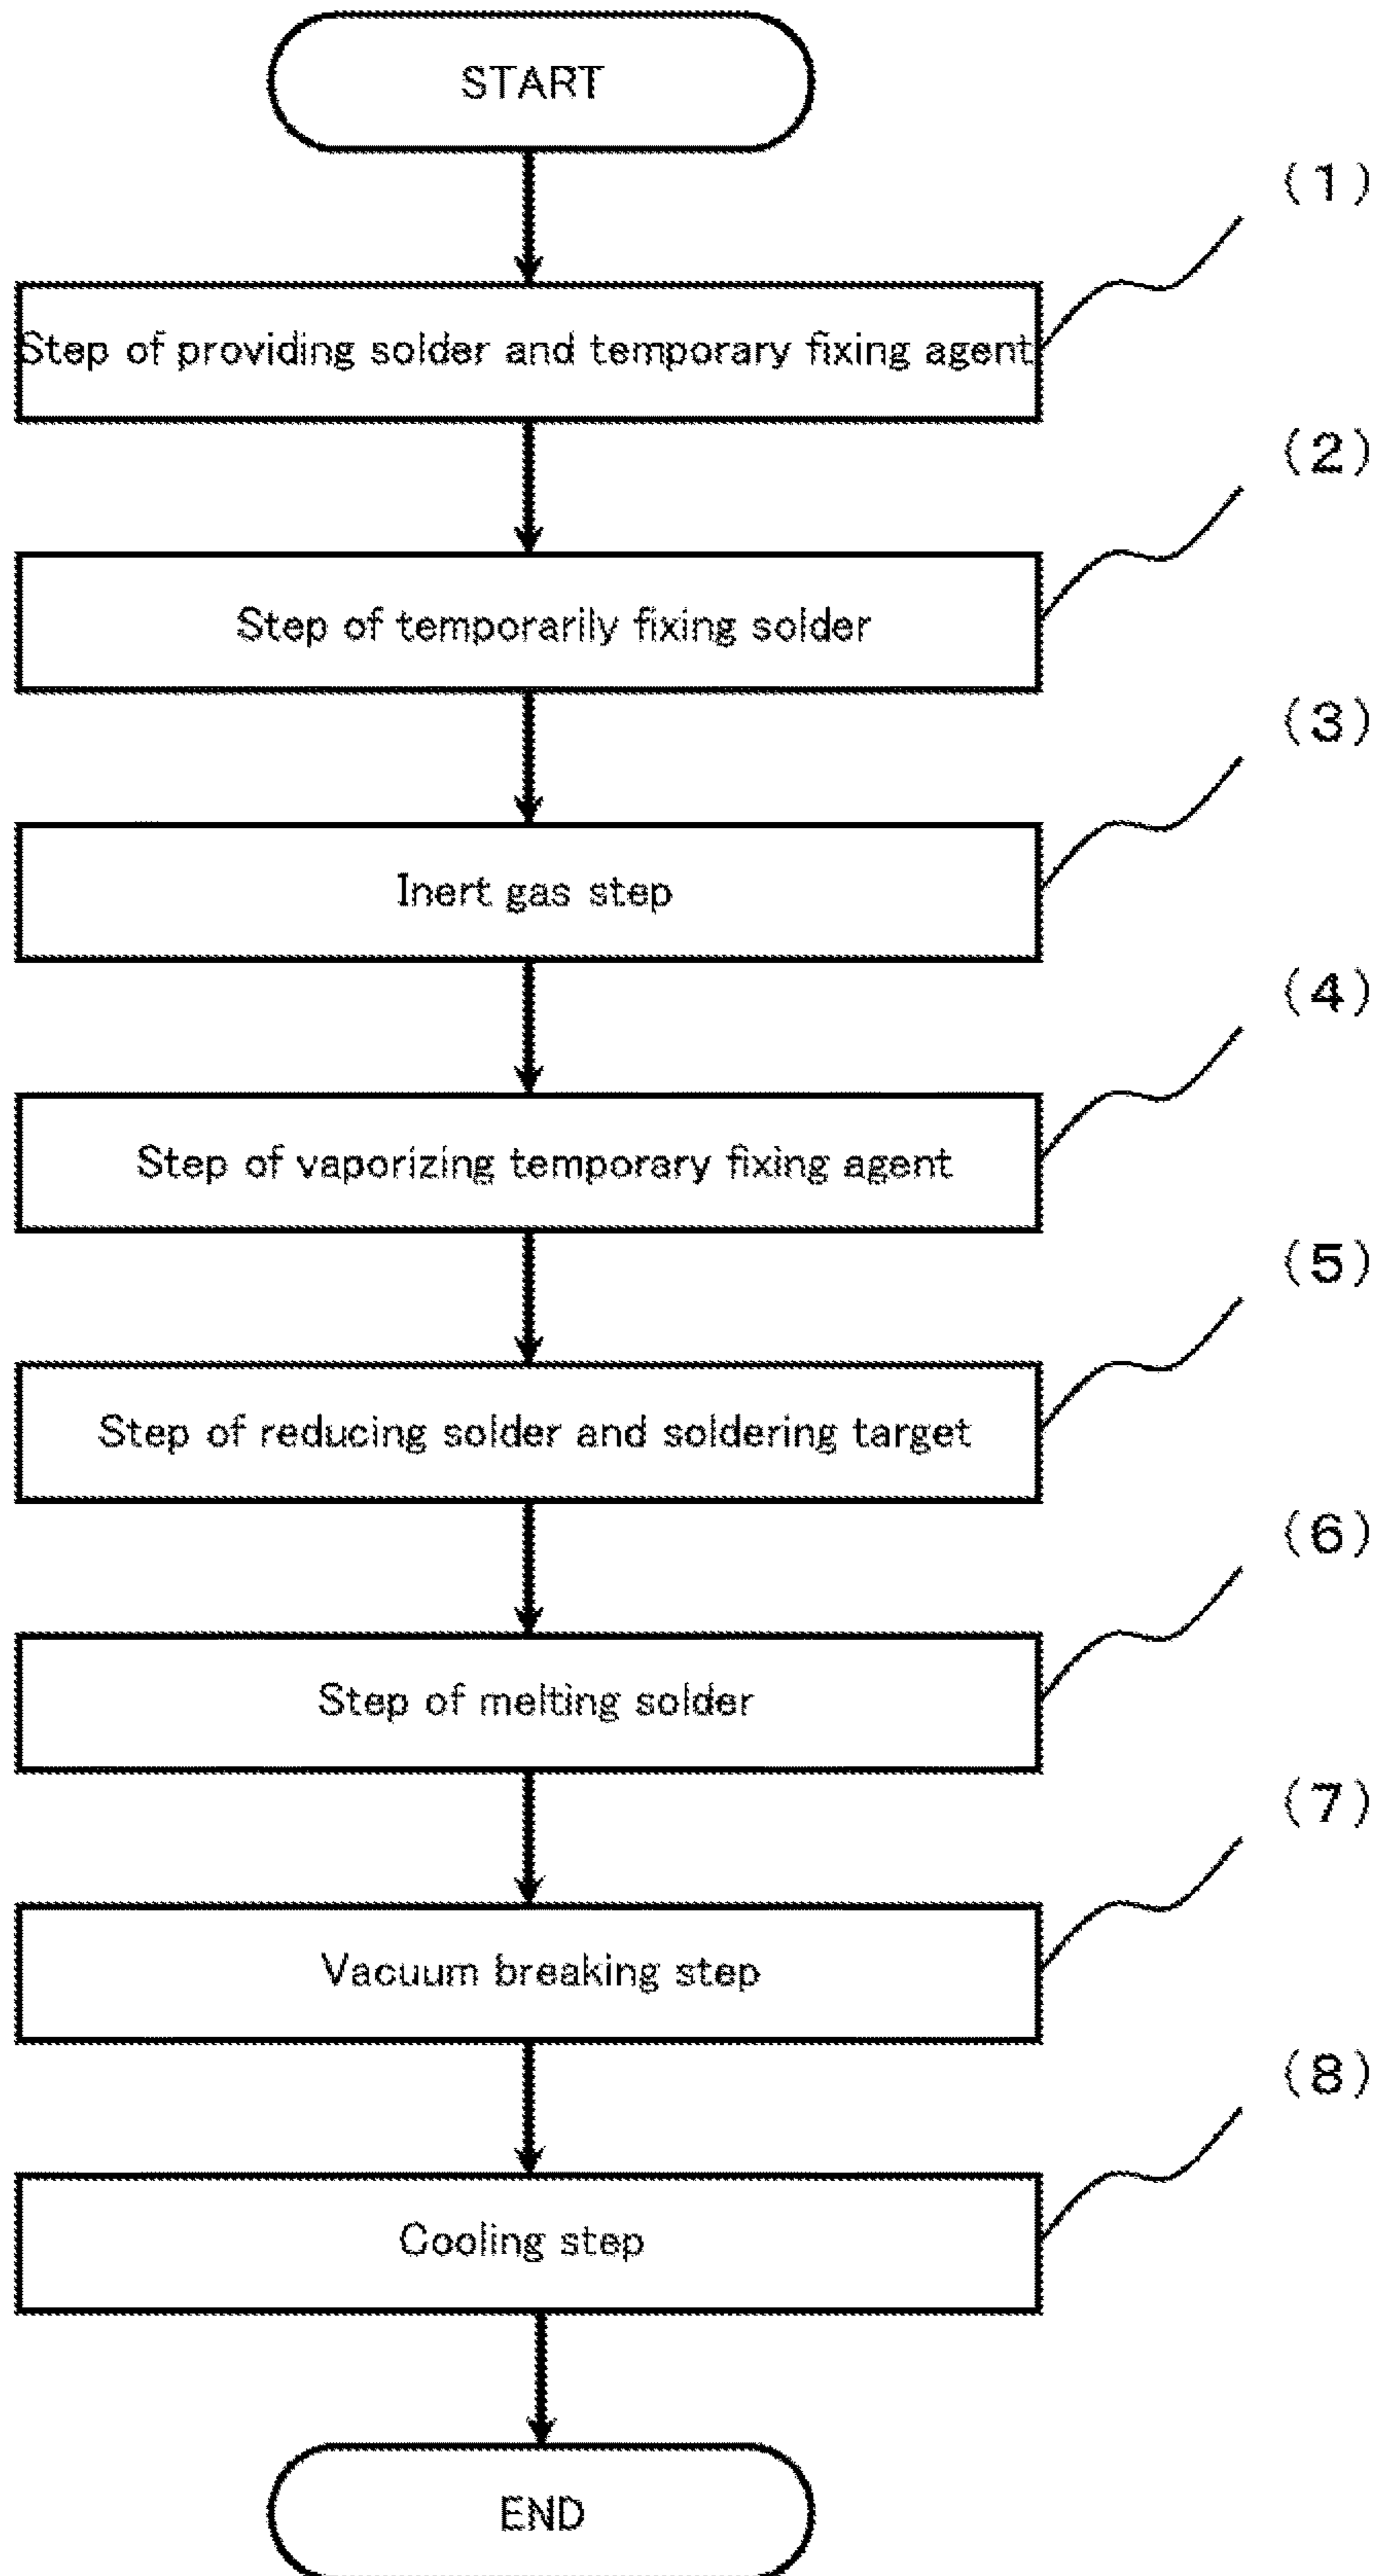 START
(1)
Step of providing solder and temporary fixing agent
(2)
Step of temporarily fixing solder
(3)
Inert gas step
(4)
Step of vaporizing temporary fixing agent
(5)
Step of reducing solder and soldering target
(6)
Step of melting solder
(7)
Vacuum breaking step
(8)
Cooling step
END